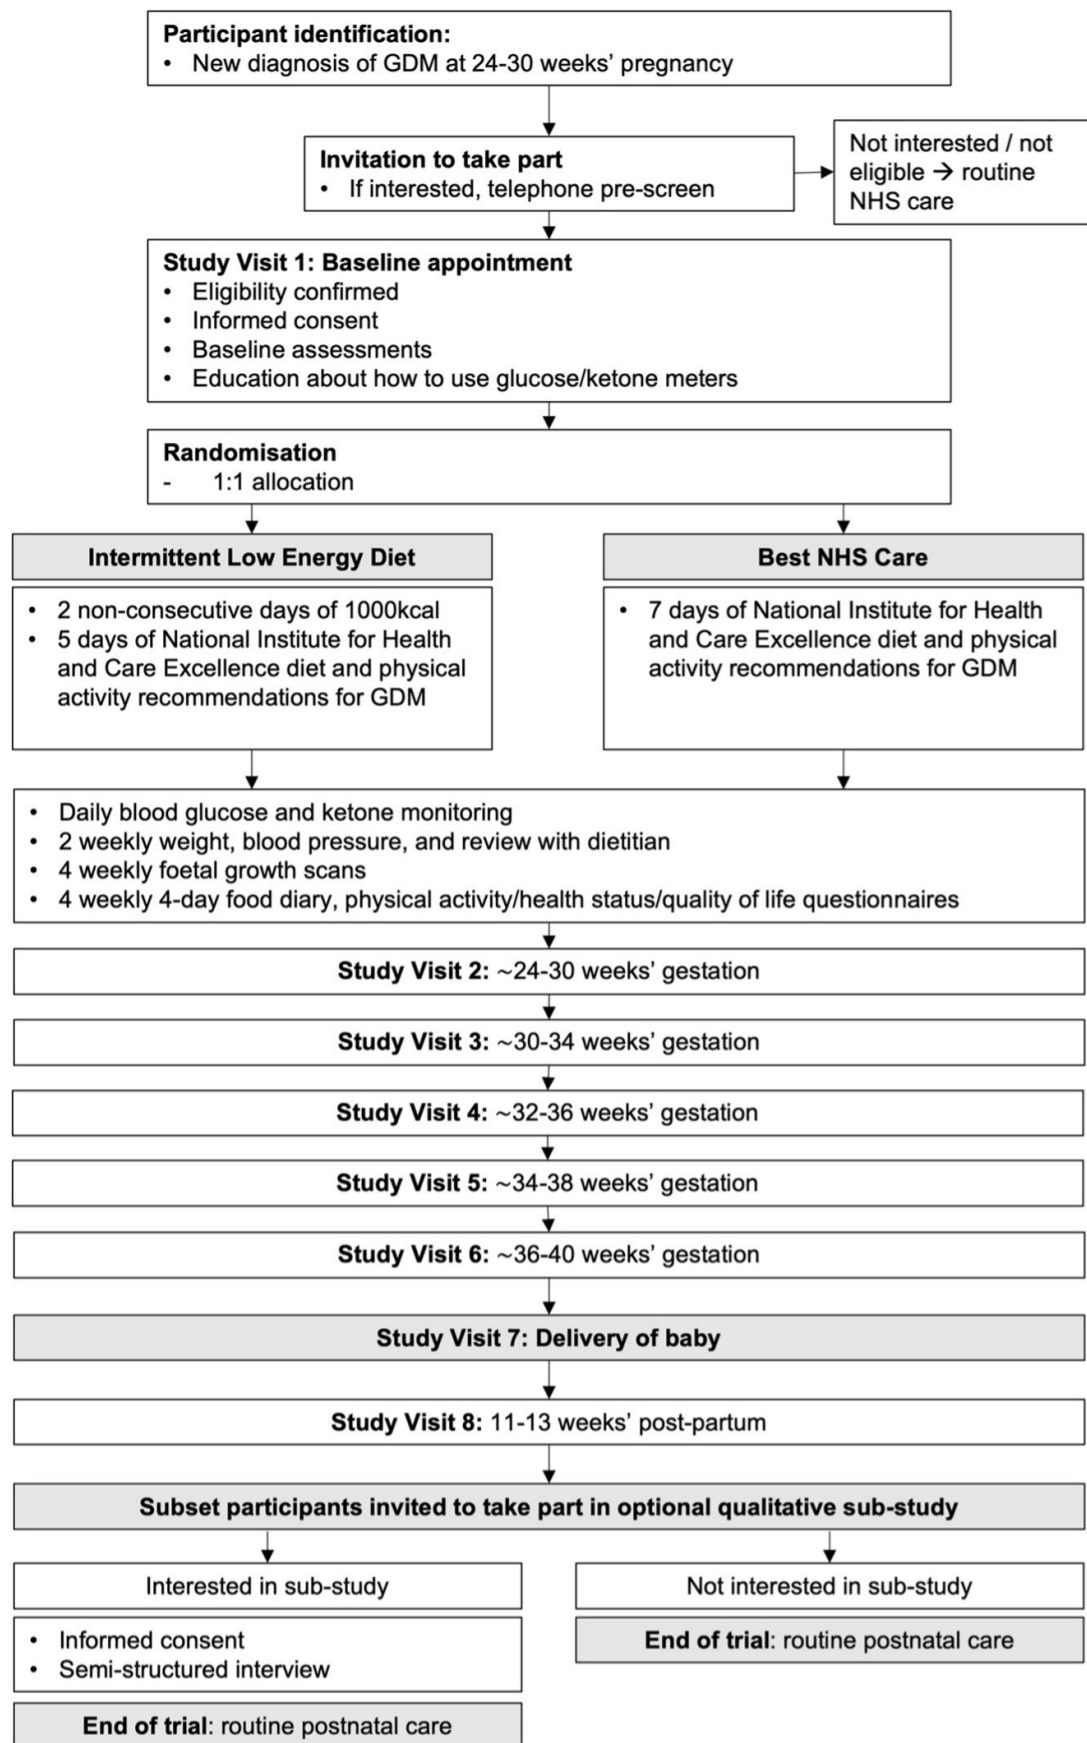 Participant identification:
• New diagnosis of GDM at 24-30 weeks' pregnancy
Invitation to take part
• If interested, telephone pre-screen
Not interested / not
eligible → routine
NHS care
Study Visit 1: Baseline appointment
• Eligibility confirmed
• Informed consent
• Baseline assessments
• Education about how to use glucose/ketone meters
Randomisation
- 1:1 allocation
Intermittent Low Energy Diet
• 2 non-consecutive days of 1000kcal
• 5 days of National Institute for Health
and Care Excellence diet and physical
activity recommendations for GDM
Best NHS Care
• 7 days of National Institute for Health
and Care Excellence diet and physical
activity recommendations for GDM
• Daily blood glucose and ketone monitoring
• 2 weekly weight, blood pressure, and review with dietitian
• 4 weekly foetal growth scans
• 4 weekly 4-day food diary, physical activity/health status/quality of life questionnaires
Study Visit 2: ~24-30 weeks' gestation
Study Visit 3: ~30-34 weeks' gestation
Study Visit 4: ~32-36 weeks' gestation
Study Visit 5: ~34-38 weeks' gestation
Study Visit 6: ~36-40 weeks' gestation
Study Visit 7: Delivery of baby
Study Visit 8: 11-13 weeks' post-partum
Subset participants invited to take part in optional qualitative sub-study
Interested in sub-study
• Informed consent
• Semi-structured interview
End of trial: routine postnatal care
Not interested in sub-study
End of trial: routine postnatal care